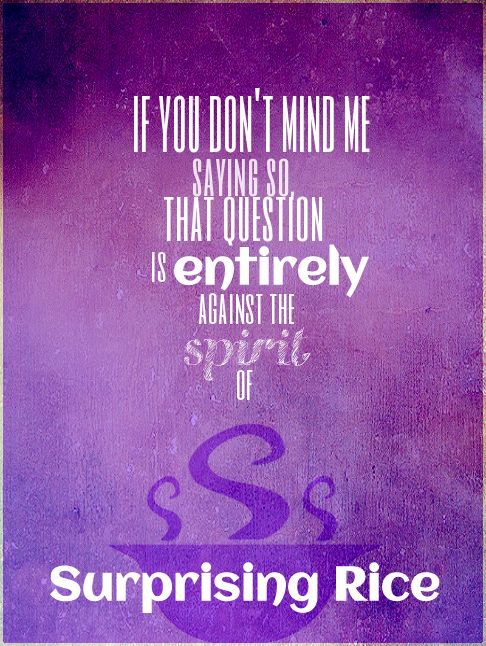 IF YOU DON'T MIND ME
SAYING SO,
THAT QUESTION
IS entirely
AGAINST THE
spirit
OF
Surprising Rice